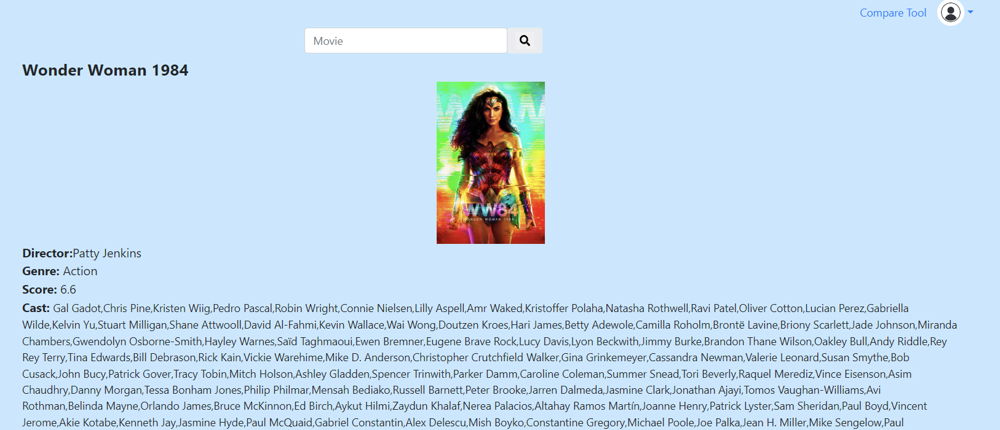 Compare Tool
Movie
Wonder Woman 1984
WW84
WONDER WOMAN 1984
Director:Patty Jenkins
Genre: Action
Score: 6.6
Cast: Gal Gadot,Chris Pine,Kristen Wiig,Pedro Pascal,Robin Wright,Connie Nielsen,Lilly Aspell,Amr Waked,Kristoffer Polaha,Natasha Rothwell,Ravi Patel,Oliver Cotton,Lucian Perez,Gabriella
Wilde,Kelvin Yu,Stuart Milligan,Shane Attwooll,David Al-Fahmi,Kevin Wallace,Wai Wong,Doutzen Kroes,Hari James,Betty Adewole,Camilla Roholm,Brontë Lavine,Briony Scarlett,Jade Johnson,Miranda
Chambers,Gwendolyn Osborne-Smith,Hayley Warnes,Saïd Taghmaoui,Ewen Bremner,Eugene Brave Rock,Lucy Davis,Lyon Beckwith,Jimmy Burke,Brandon Thane Wilson,Oakley Bull,Andy Riddle,Rey
Rey Terry,Tina Edwards,Bill Debrason,Rick Kain,Vickie Warehime,Mike D. Anderson,Christopher Crutchfield Walker,Gina Grinkemeyer,Cassandra Newman,Valerie Leonard,Susan Smythe,Bob
Cusack,John Bucy,Patrick Gover,Tracy Tobin,Mitch Holson,Ashley Gladden,Spencer Trinwith,Parker Damm,Caroline Coleman,Summer Snead,Tori Beverly,Raquel Merediz,Vince Eisenson,Asim
Chaudhry,Danny Morgan,Tessa Bonham Jones,Philip Philmar,Mensah Bediako,Russell Barnett,Peter Brooke,Jarren Dalmeda,Jasmine Clark,Jonathan Ajayi,Tomos Vaughan-Williams,Avi
Rothman,Belinda Mayne,Orlando James,Bruce McKinnon,Ed Birch,Aykut Hilmi,Zaydun Khalaf,Nerea Palacios,Altahay Ramos Martín,Joanne Henry,Patrick Lyster,Sam Sheridan,Paul Boyd,Vincent
Jerome,Akie Kotabe,Kenneth Jay,Jasmine Hyde,Paul McQuaid,Gabriel Constantin,Alex Delescu,Mish Boyko,Constantine Gregory,Michael Poole,Joe Palka,Jean H. Miller,Mike Sengelow,Paul